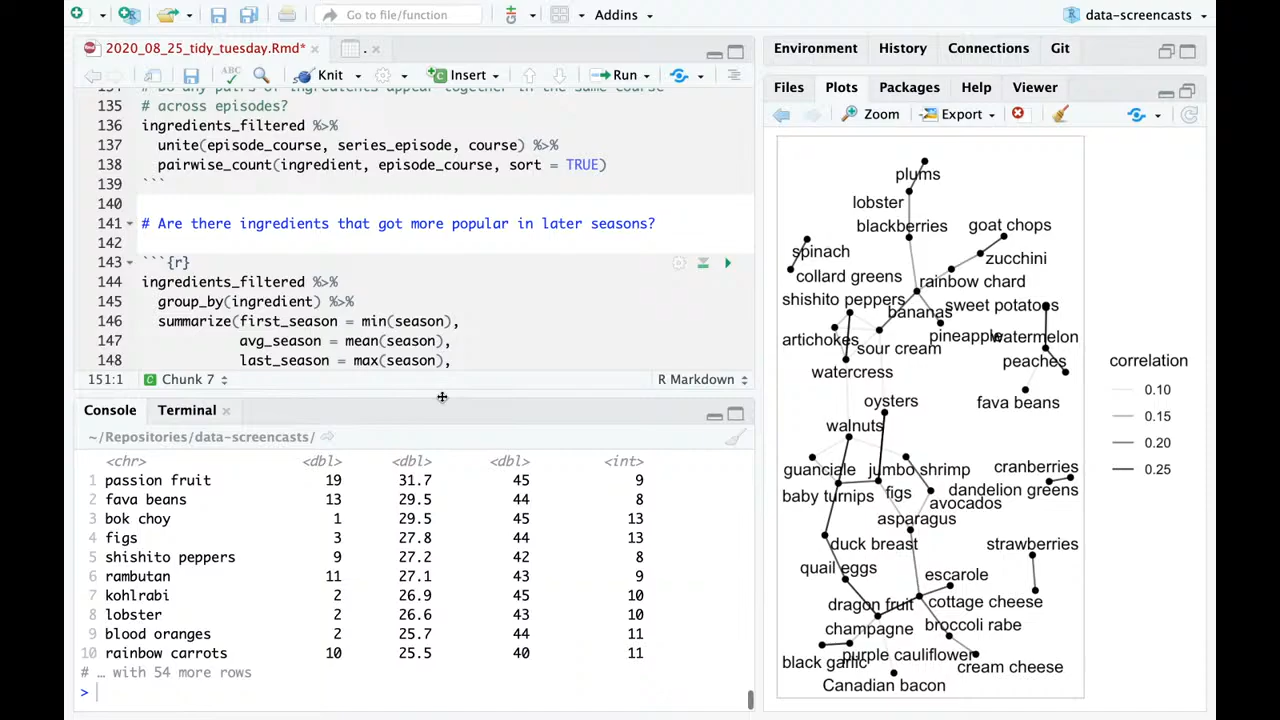 Go to file/function
Addins
data-screencasts
2020_08_25_tidy_tuesday.Rmd*
.
ABC
Knit
Insert
Run
135 # across episodes?
136 ingredients_filtered %>%
137 unite(episode_course, series_episode, course) %>%
138 pairwise_count(ingredient, episode_course, sort = TRUE)
139 ```
140
141 # Are there ingredients that got more popular in later seasons?
142
143 ```{r}
144 ingredients_filtered %>%
145 group_by(ingredient) %>%
146 summarize(first_season = min(season),
147 avg_season = mean(season),
148 last_season = max(season),
151:1 Chunk 7 R Markdown
Console Terminal
~/Repositories/data-screencasts/
<chr> <dbl> <dbl> <dbl> <int>
1 passion fruit 19 31.7 45 9
2 fava beans 13 29.5 44 8
3 bok choy 1 29.5 45 13
4 figs 3 27.8 44 13
5 shishito peppers 9 27.2 42 8
6 rambutan 11 27.1 43 9
7 kohlrabi 2 26.9 45 10
8 lobster 2 26.6 43 10
9 blood oranges 2 25.7 44 11
10 rainbow carrots 10 25.5 40 11
# … with 54 more rows
>
Environment History Connections Git
Files Plots Packages Help Viewer
Zoom Export
plums
lobster
blackberries
goat chops
spinach
zucchini
collard greens
rainbow chard
shishito peppers
sweet potatoes
bananas
artichokes
pineapple
watermelon
sour cream
peaches
watercress
oysters
fava beans
walnuts
guanciale
jumbo shrimp
cranberries
baby turnips
figs
dandelion greens
avocados
asparagus
duck breast
strawberries
quail eggs
escarole
dragon fruit
cottage cheese
champagne
broccoli rabe
black garlic
purple cauliflower
cream cheese
Canadian bacon
correlation
0.10
0.15
0.20
0.25